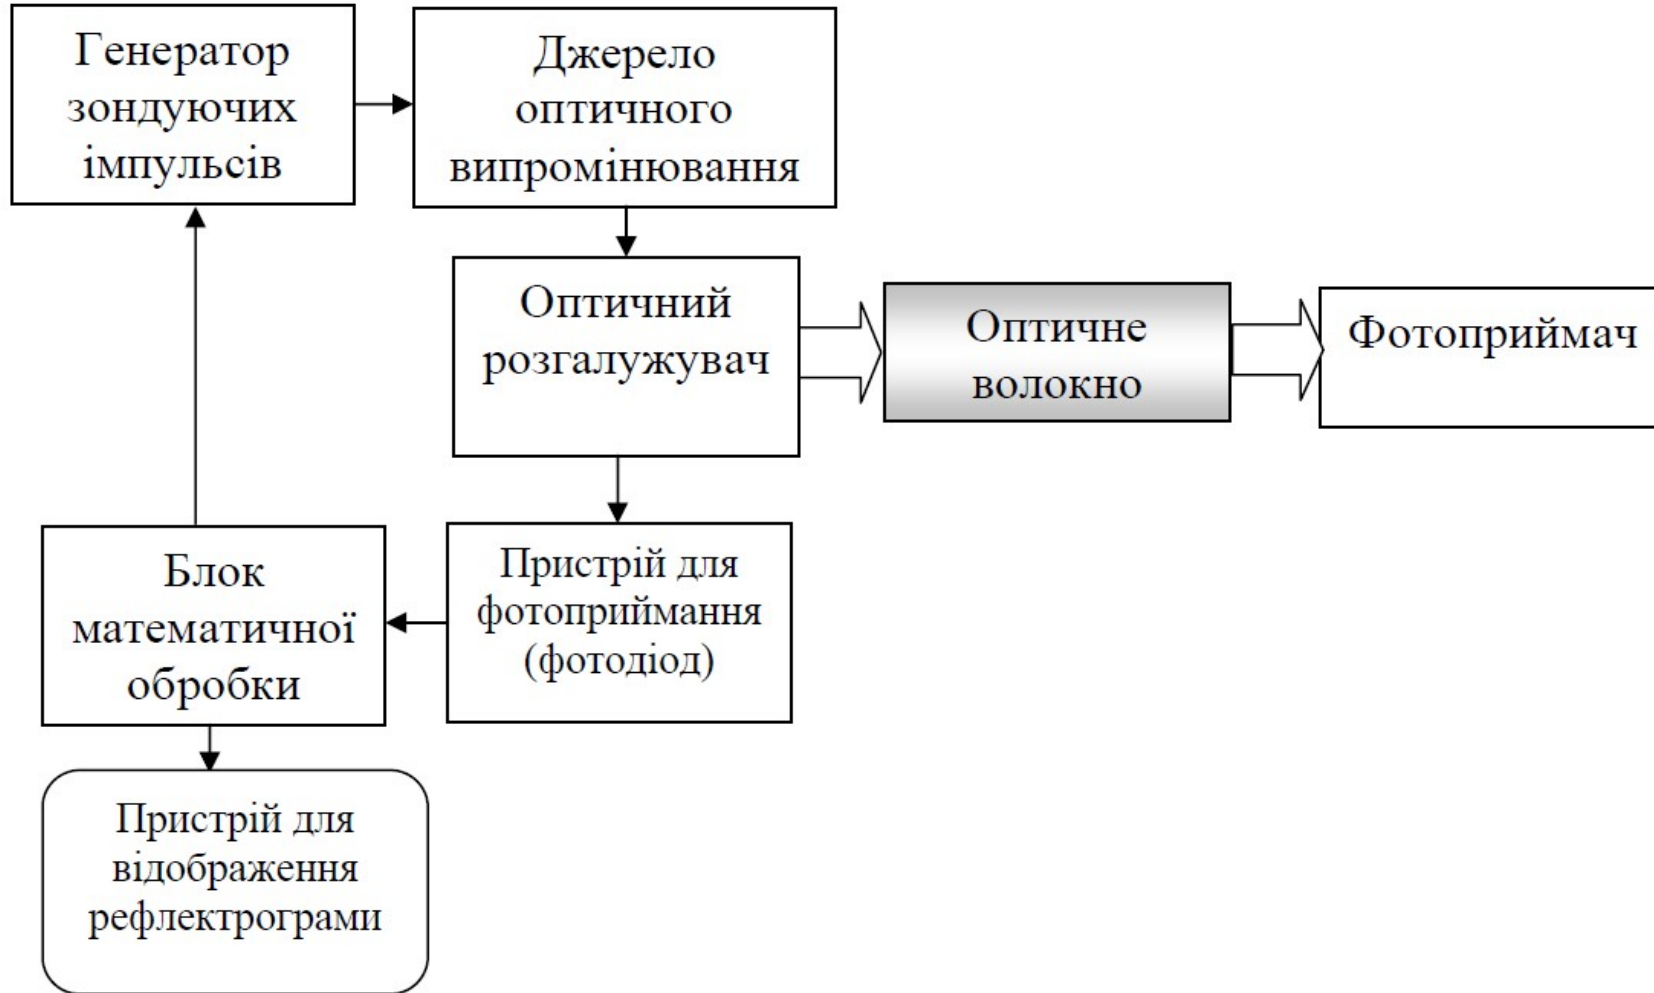 Генератор
зондуючих
імпульсів
Джерело
оптичного
випромінювання
Оптичний
розгалужувач
Оптичне
волокно
Фотоприймач
Блок
математичної
обробки
Пристрій для
фотоприймання
(фотодіод)
Пристрій для
відображення
рефлектрограми